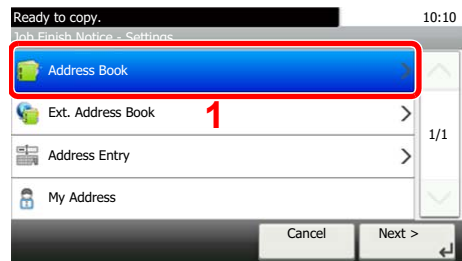 Ready to copy. 10:10
Job Finish Notice - Settings
Address Book
Ext. Address Book
1
1/1
Address Entry
My Address
Cancel Next >